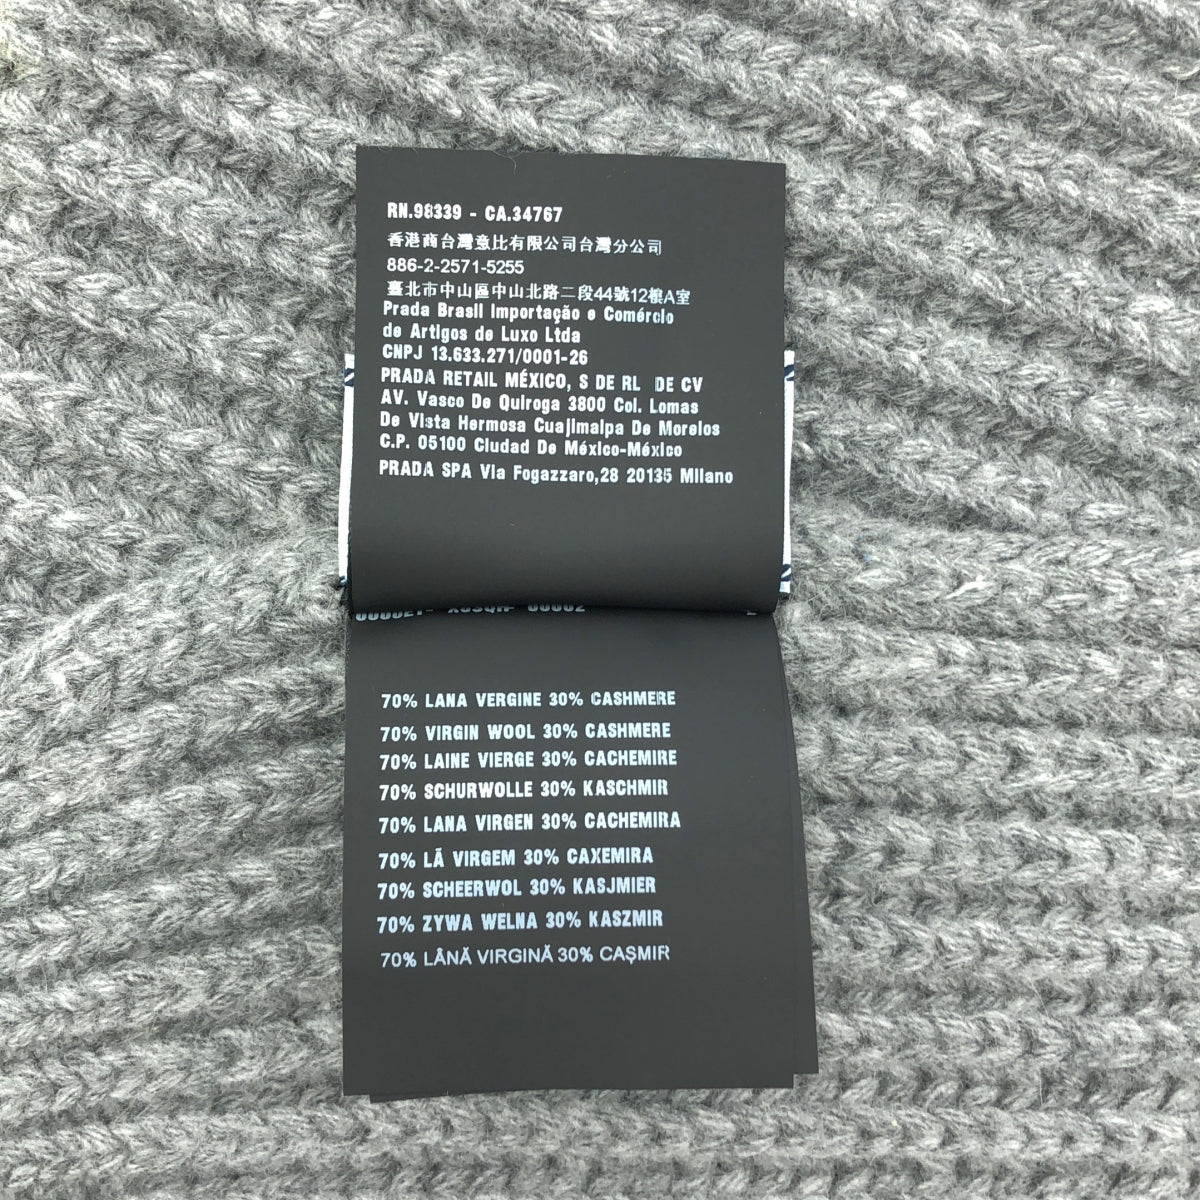 RN.98339 - CA.34767
香港商台灣意比有限公司台灣分公司
886-2-2571-5255
臺北市中山區中山北路二段44號12樓A室
Prada Brasil Importação e Comércio
de Artigos de Luxo Ltda
CNPJ 13.633.271/0001-26
PRADA RETAIL MÉXICO, S DE RL DE CV
AV. Vasco De Quiroga 3800 Col. Lomas
De Vista Hermosa Cuajimalpa De Morelos
C.P. 05100 Ciudad De México-México
PRADA SPA Via Fogazzaro,28 20135 Milano
70% LANA VERGINE 30% CASHMERE
70% VIRGIN WOOL 30% CASHMERE
70% LAINE VIERGE 30% CACHEMIRE
70% SCHURWOLLE 30% KASCHMIR
70% LANA VIRGEN 30% CACHEMIRA
70% LÃ VIRGEM 30% CAXEMIRA
70% SCHEERWOL 30% KASJMIER
70% ZYWA WELNA 30% KASZMIR
70% LÂNĂ VIRGINĂ 30% CAŞMIR